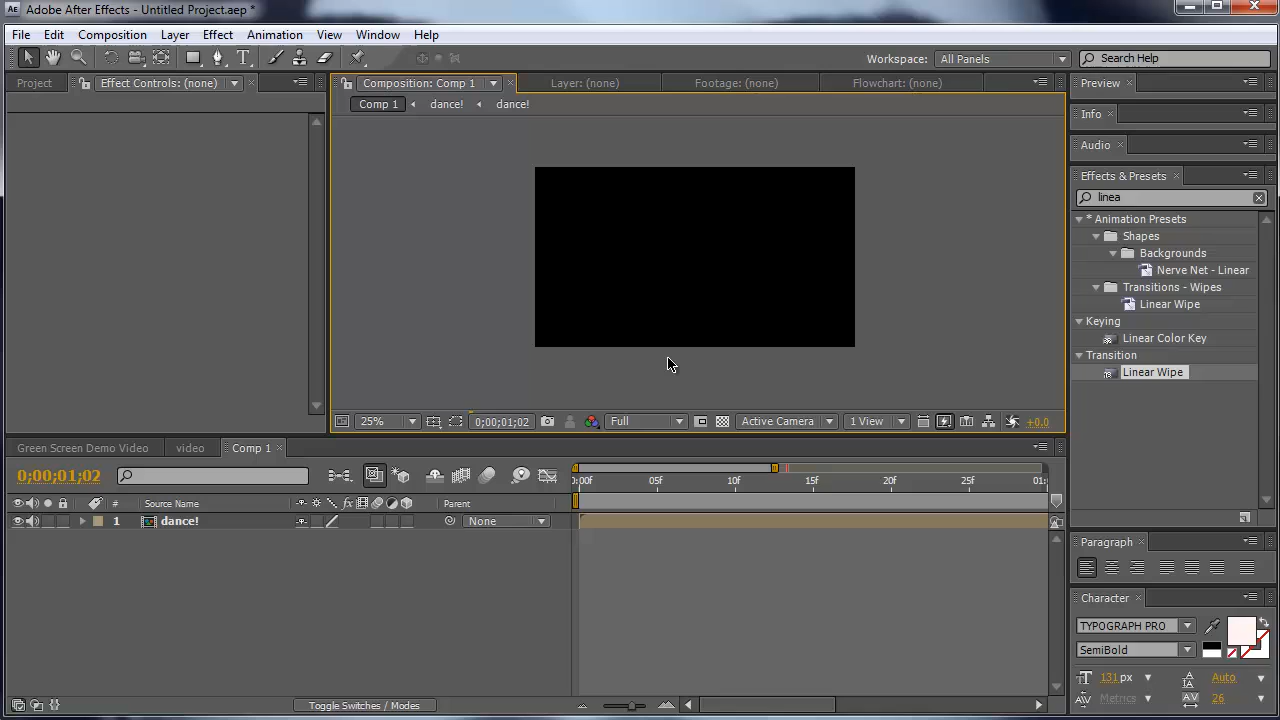 Adobe After Effects - Untitled Project.aep *
File Edit Composition Layer Effect Animation View Window Help
Workspace: All Panels Search Help
Project Effect Controls: (none) Composition: Comp 1 Layer: (none) Footage: (none) Flowchart: (none) Preview
Comp 1 dance! dance!
Info
Audio
Effects & Presets
linea
* Animation Presets
Shapes
Backgrounds
Nerve Net - Linear
Transitions - Wipes
Linear Wipe
Keying
Linear Color Key
Transition
Linear Wipe
25% 0;00;01;02 Full Active Camera 1 View +0.0
Green Screen Demo Video video Comp 1
0;00;01;02
0:00f 05f 10f 15f 20f 25f 01:0
# Source Name Parent
1 dance! None
Paragraph
Character
TYPOGRAPH PRO
SemiBold
131 px Auto
Metrics 26
Toggle Switches / Modes